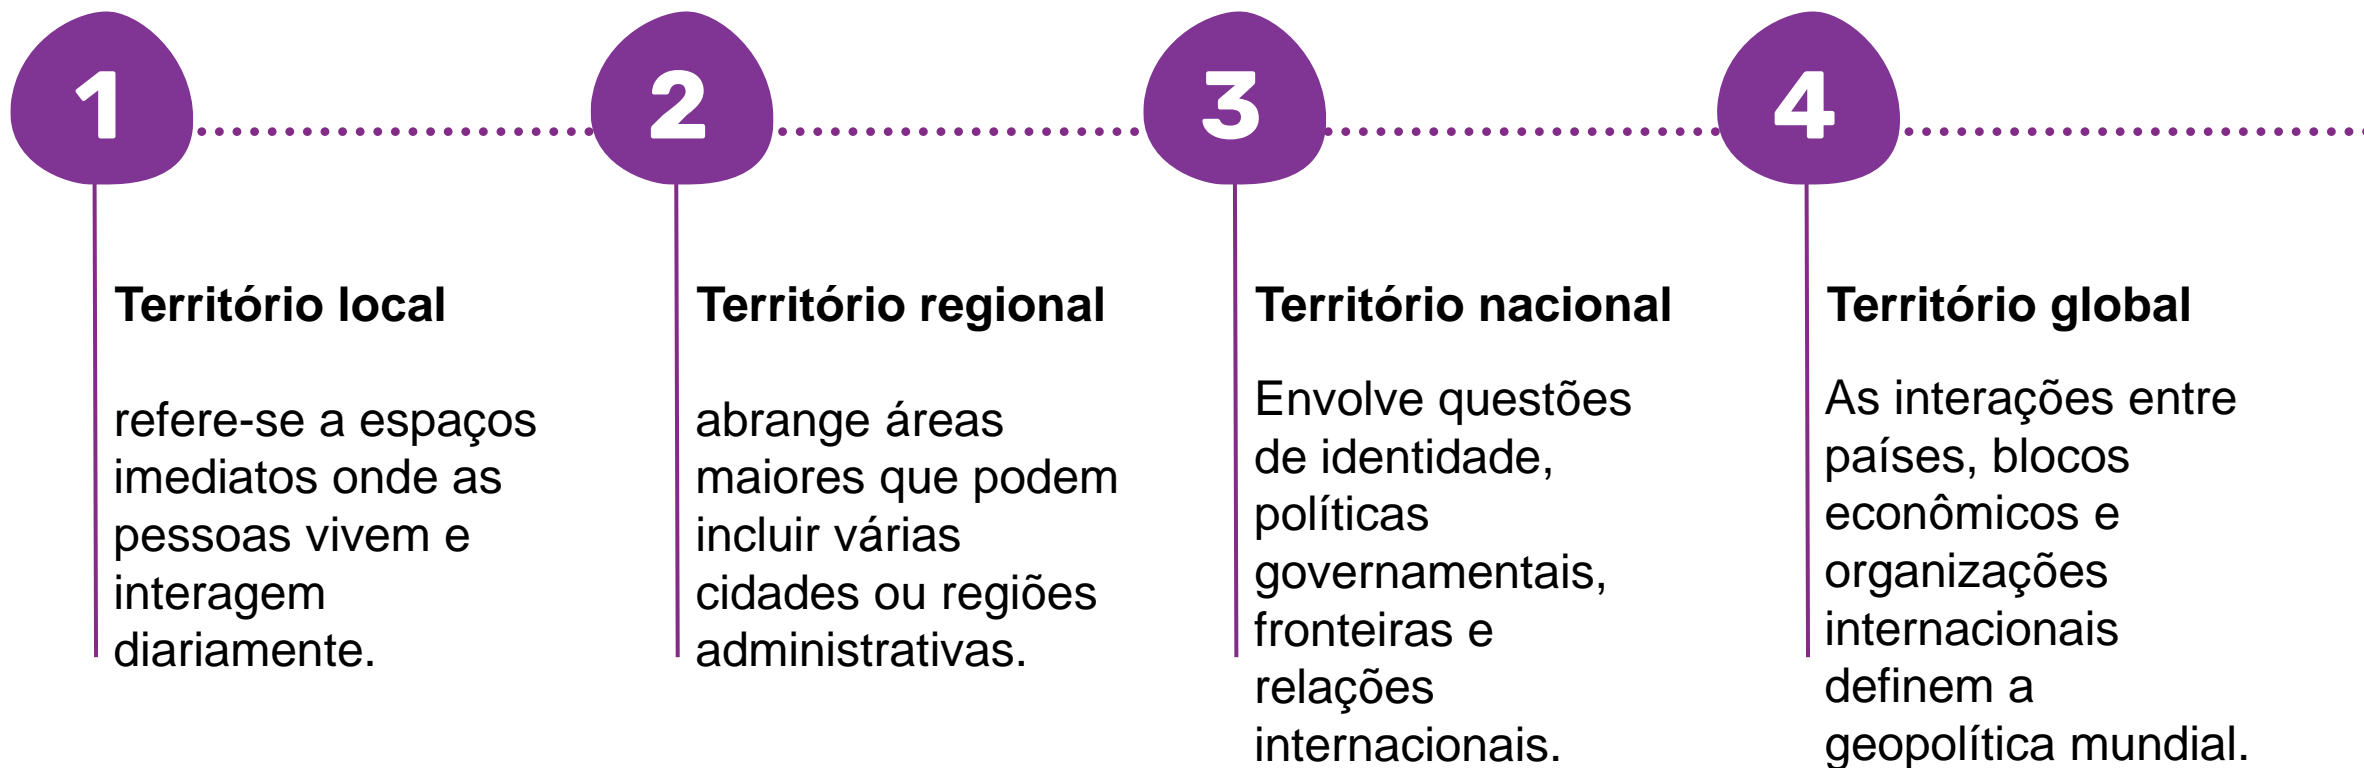 1
Território local
refere-se a espaços
imediatos onde as
pessoas vivem e
interagem
diariamente.
2
Território regional
abrange áreas
maiores que podem
incluir várias
cidades ou regiões
administrativas.
3
Território nacional
Envolve questões
de identidade,
políticas
governamentais,
fronteiras e
relações
internacionais.
4
Território global
As interações entre
países, blocos
econômicos e
organizações
internacionais
definem a
geopolítica mundial.